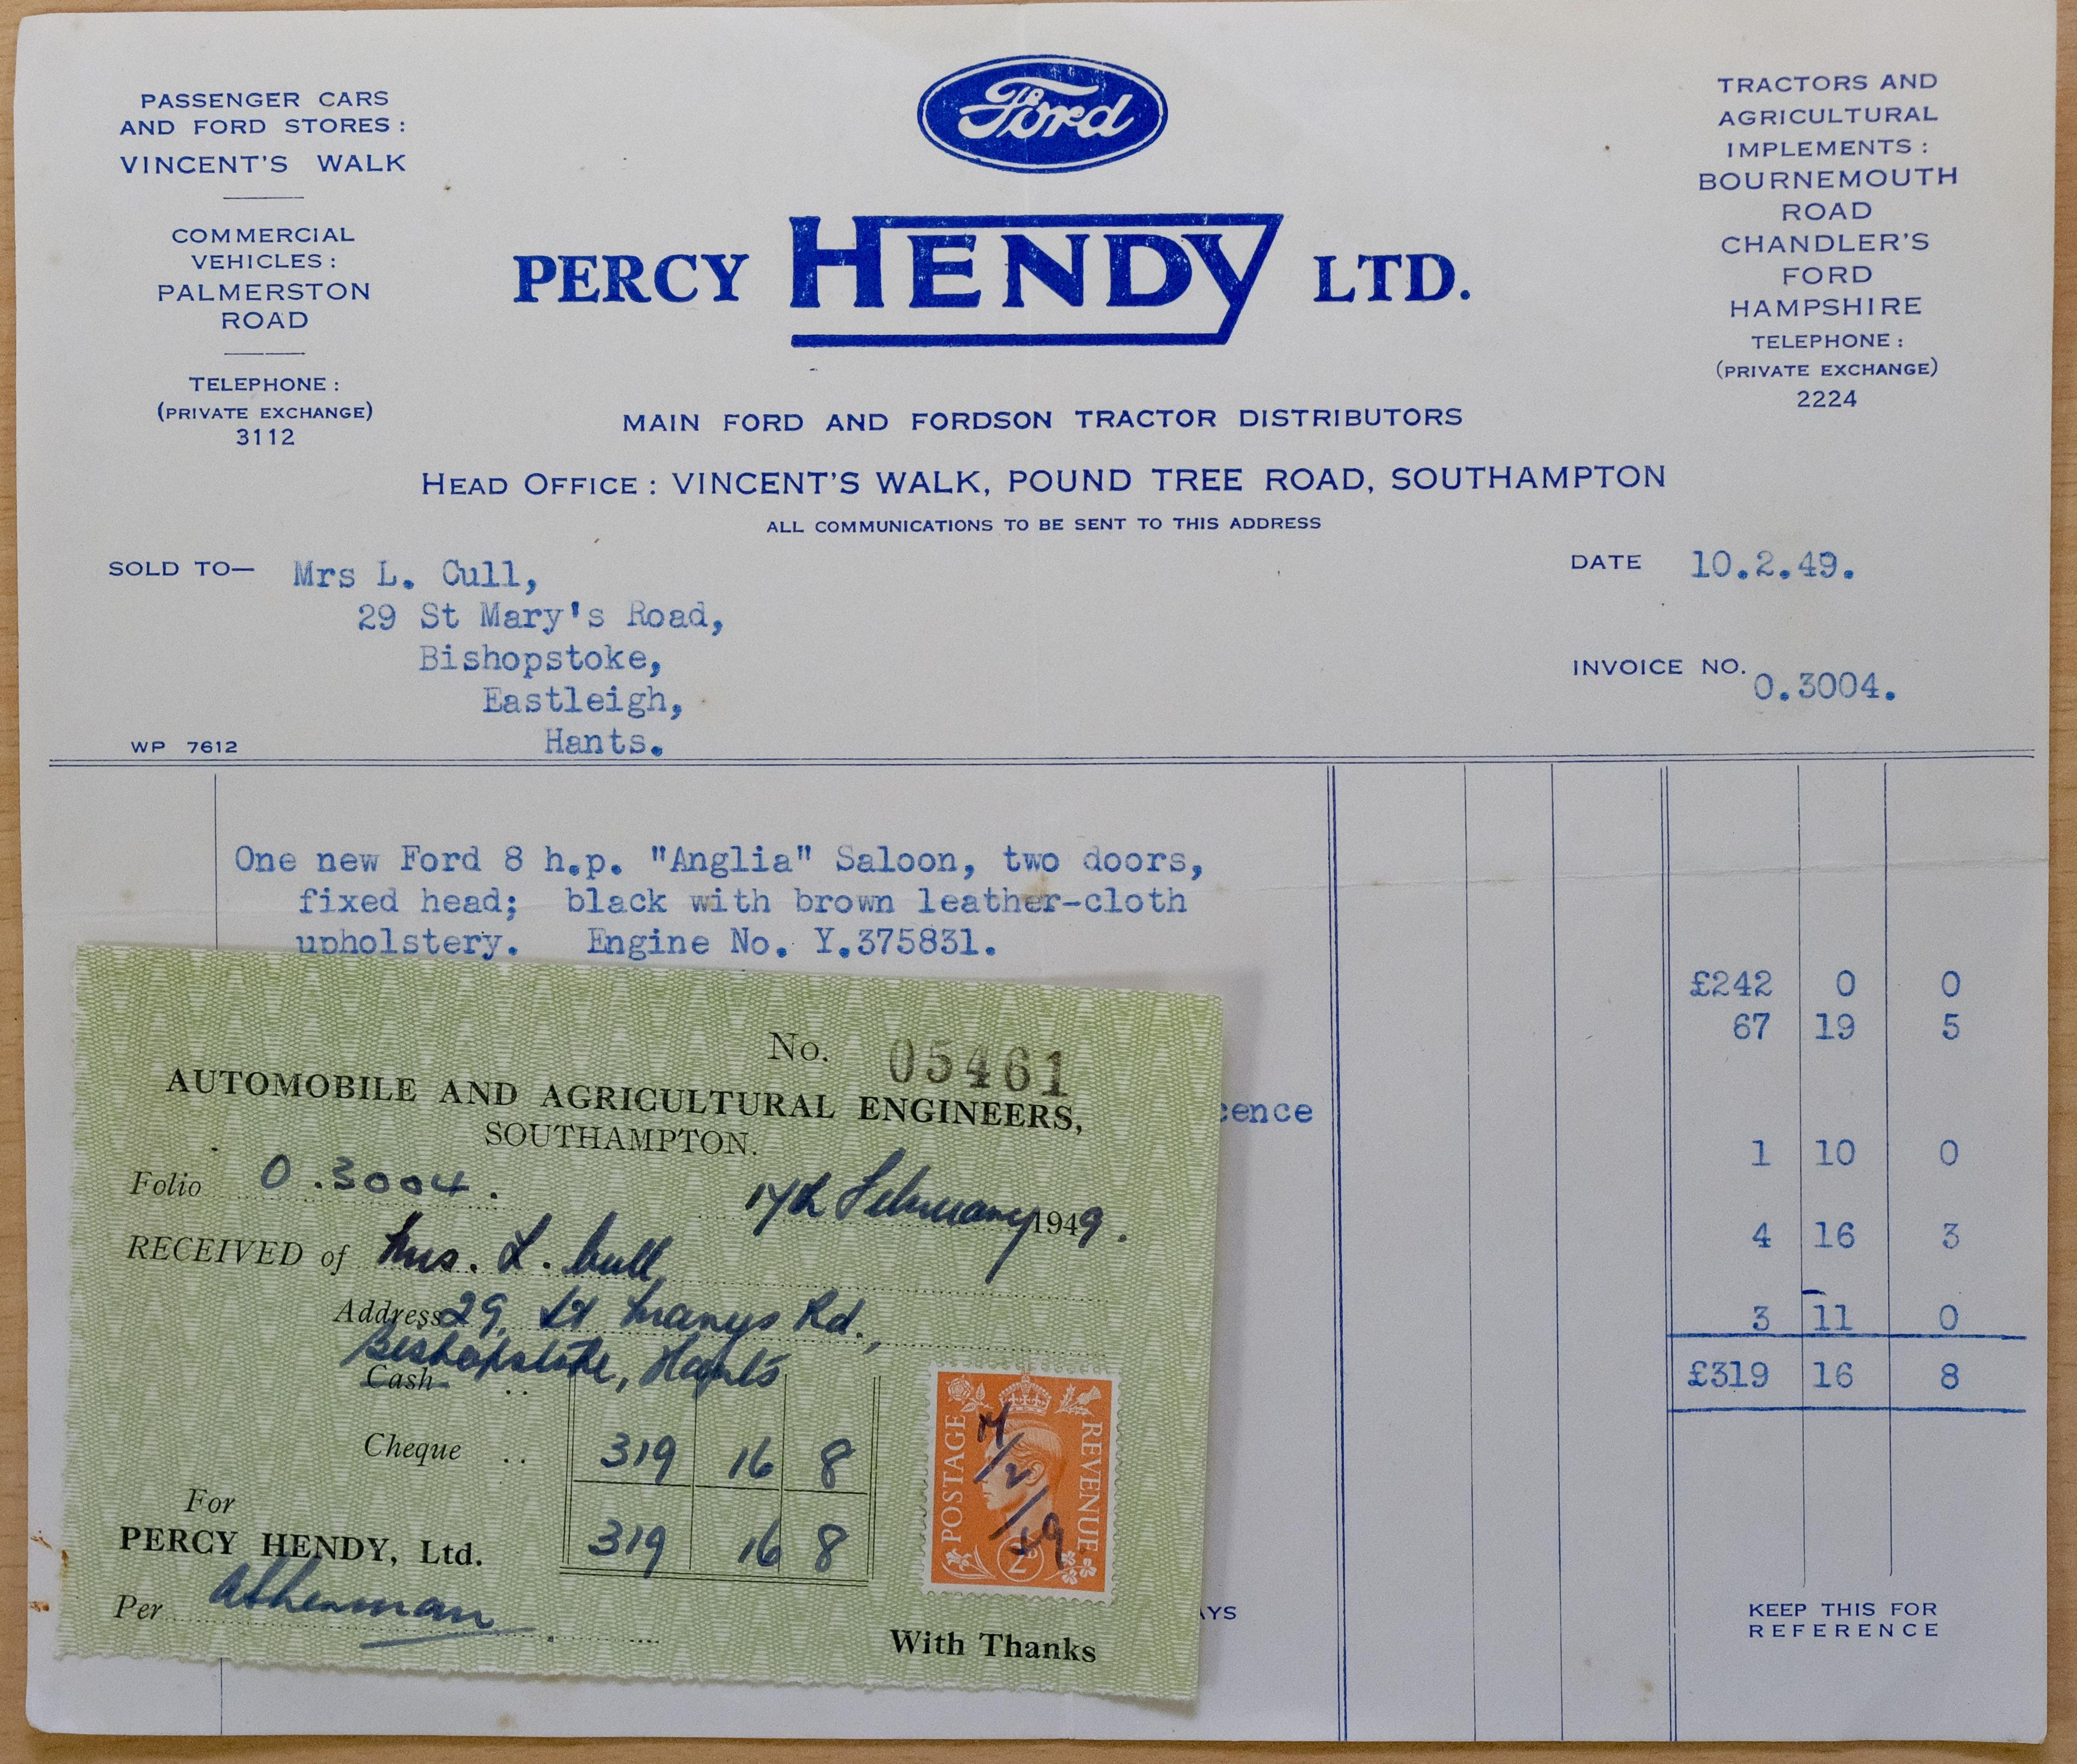 PASSENGER CARS
AND FORD STORES :
VINCENT'S WALK
COMMERCIAL
VEHICLES :
PALMERSTON
ROAD
TELEPHONE :
(PRIVATE EXCHANGE)
3112
Ford
PERCY HENDY LTD.
MAIN FORD AND FORDSON TRACTOR DISTRIBUTORS
HEAD OFFICE : VINCENT'S WALK, POUND TREE ROAD, SOUTHAMPTON
ALL COMMUNICATIONS TO BE SENT TO THIS ADDRESS
TRACTORS AND
AGRICULTURAL
IMPLEMENTS :
BOURNEMOUTH
ROAD
CHANDLER'S
FORD
HAMPSHIRE
TELEPHONE :
(PRIVATE EXCHANGE)
2224
SOLD TO— Mrs L. Cull,
29 St Mary's Road,
Bishopstoke,
Eastleigh,
Hants.
DATE 10.2.49.
INVOICE NO. 0.3004.
WP 7612
One new Ford 8 h.p. "Anglia" Saloon, two doors,
fixed head; black with brown leather-cloth
upholstery. Engine No. Y.375831.
£242 0 0
67 19 5
cence
1 10 0
4 16 3
3 11 0
£319 16 8
AYS
KEEP THIS FOR
REFERENCE
No. 05461
AUTOMOBILE AND AGRICULTURAL ENGINEERS,
SOUTHAMPTON.
Folio 0.3004. 17th February 1949.
RECEIVED of Mrs. L. Cull
Address 29, St Marys Rd.,
Bishopstoke, Hants
Cash ..
Cheque .. 319 16 8
319 16 8
For
PERCY HENDY, Ltd.
Per
With Thanks
POSTAGE REVENUE
2D
17/2/49